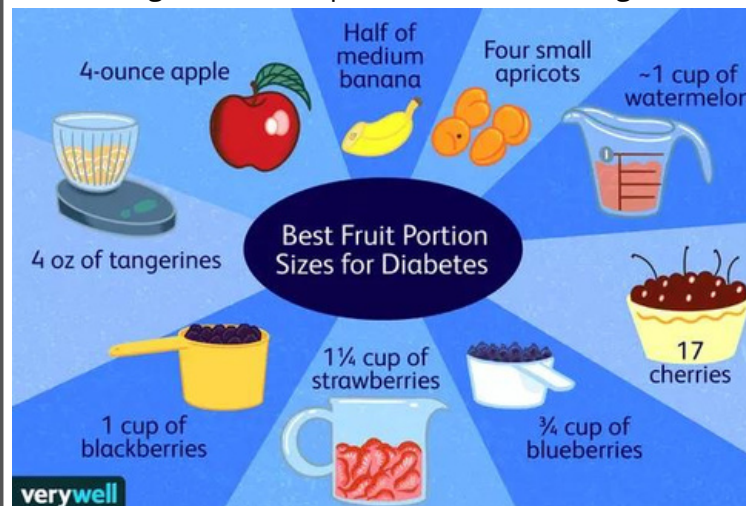 Best Fruit Portion
Sizes for Diabetes
4-ounce apple
Half of
medium
banana
Four small
apricots
~1 cup of
watermelon
17
cherries
¾ cup of
blueberries
1¼ cup of
strawberries
1 cup of
blackberries
4 oz of tangerines
verywell